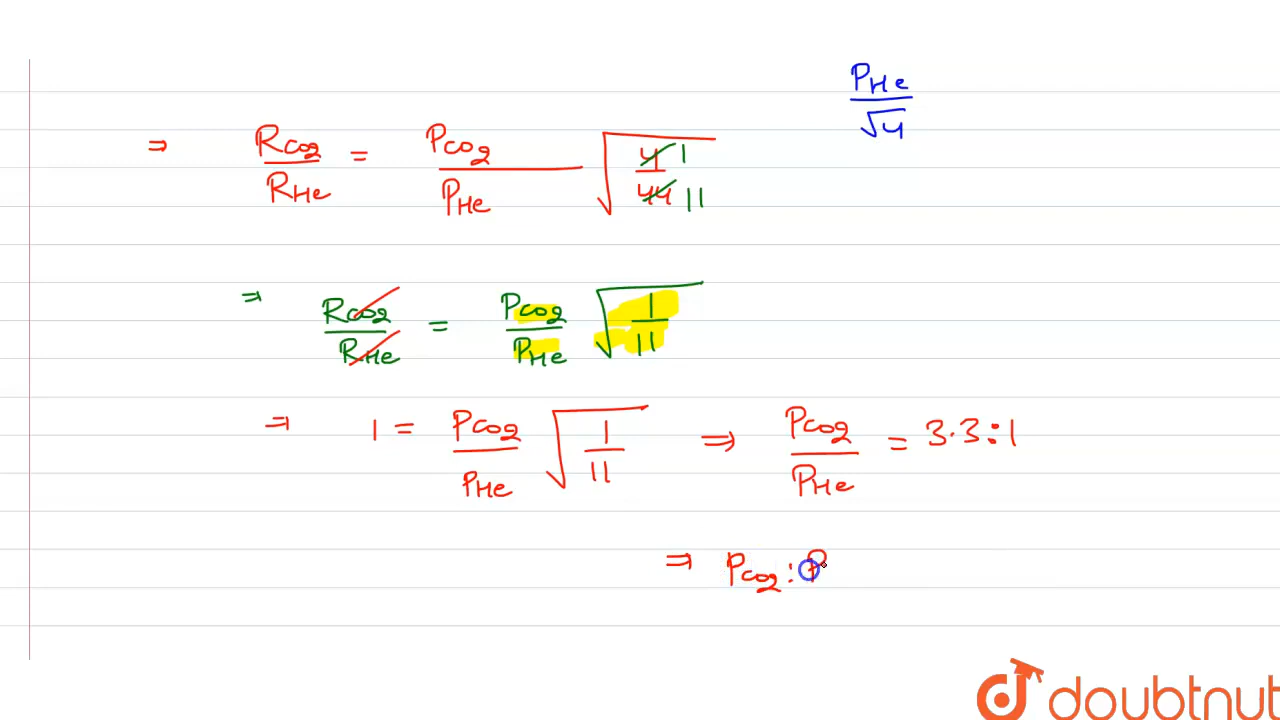 P_He / √4
⇒ R_CO2 / R_He = P_CO2 / P_He √(4/44) 1 11
⇒ R_CO2 / R_He = P_CO2 / P_He √(1/11)
⇒ 1 = P_CO2 / P_He √(1/11) ⇒ P_CO2 / P_He = 3.3:1
⇒ P_CO2 : P
doubtnut